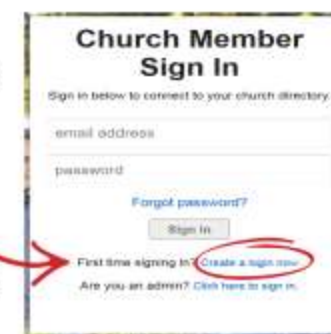 Church Member
Sign In
Sign in below to connect to your church directory.
email address
password
Forgot password?
Sign In
First time signing in? Create a login now
Are you an admin? Click here to sign in.